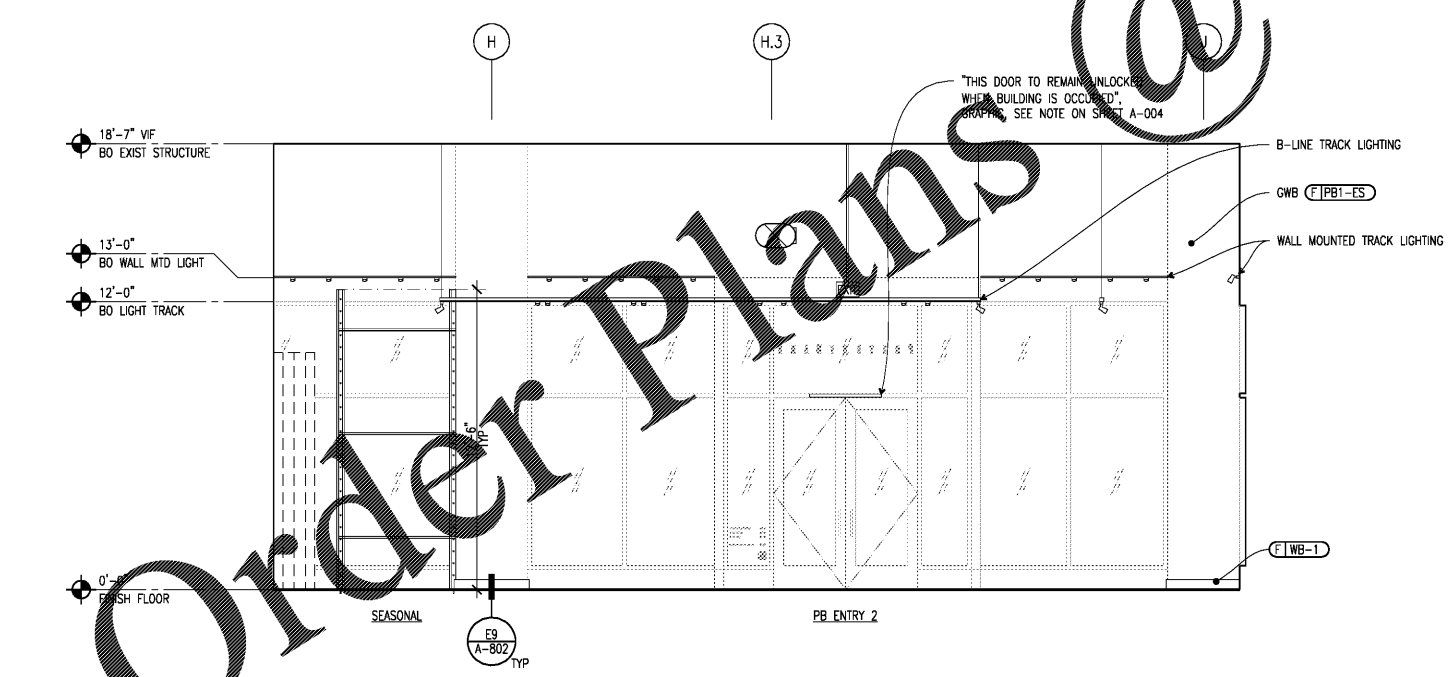 H
H.3
J
"THIS DOOR TO REMAIN UNLOCKED
WHEN BUILDING IS OCCUPIED",
GRAPHIC, SEE NOTE ON SHEET A-004
18'-7" VIF
BO EXIST STRUCTURE
B-LINE TRACK LIGHTING
GWB F PB1-ES
13'-0"
BO WALL MTD LIGHT
WALL MOUNTED TRACK LIGHTING
12'-0"
BO LIGHT TRACK
EXIT
TYP
F WB-1
0'-0"
FINISH FLOOR
SEASONAL
PB ENTRY 2
E9
A-802
TYP
Order Plans @